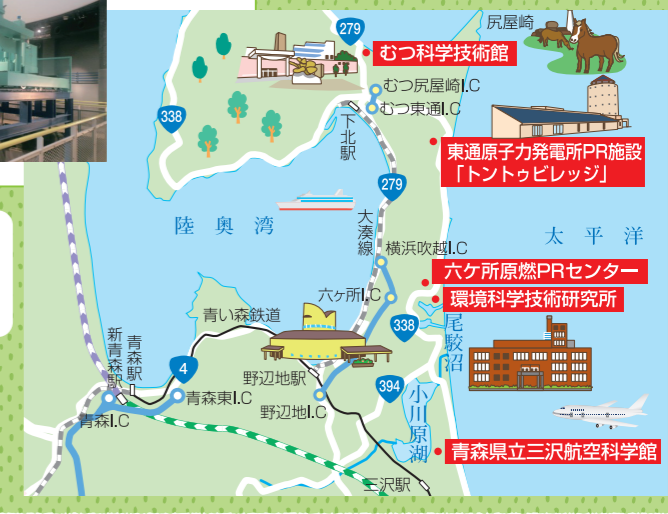 尻屋崎
279
むつ科学技術館
むつ尻屋崎I.C
むつ東通I.C
338
下北駅
東通原子力発電所PR施設
「トントゥビレッジ」
279
陸奥湾
大湊線
太平洋
横浜吹越I.C
六ケ所原燃PRセンター
六ヶ所I.C
環境科学技術研究所
青い森鉄道
338
尾駮沼
新青森駅
青森駅
4
野辺地駅
394
青森東I.C
野辺地I.C
小川原湖
青森I.C
青森県立三沢航空科学館
三沢駅